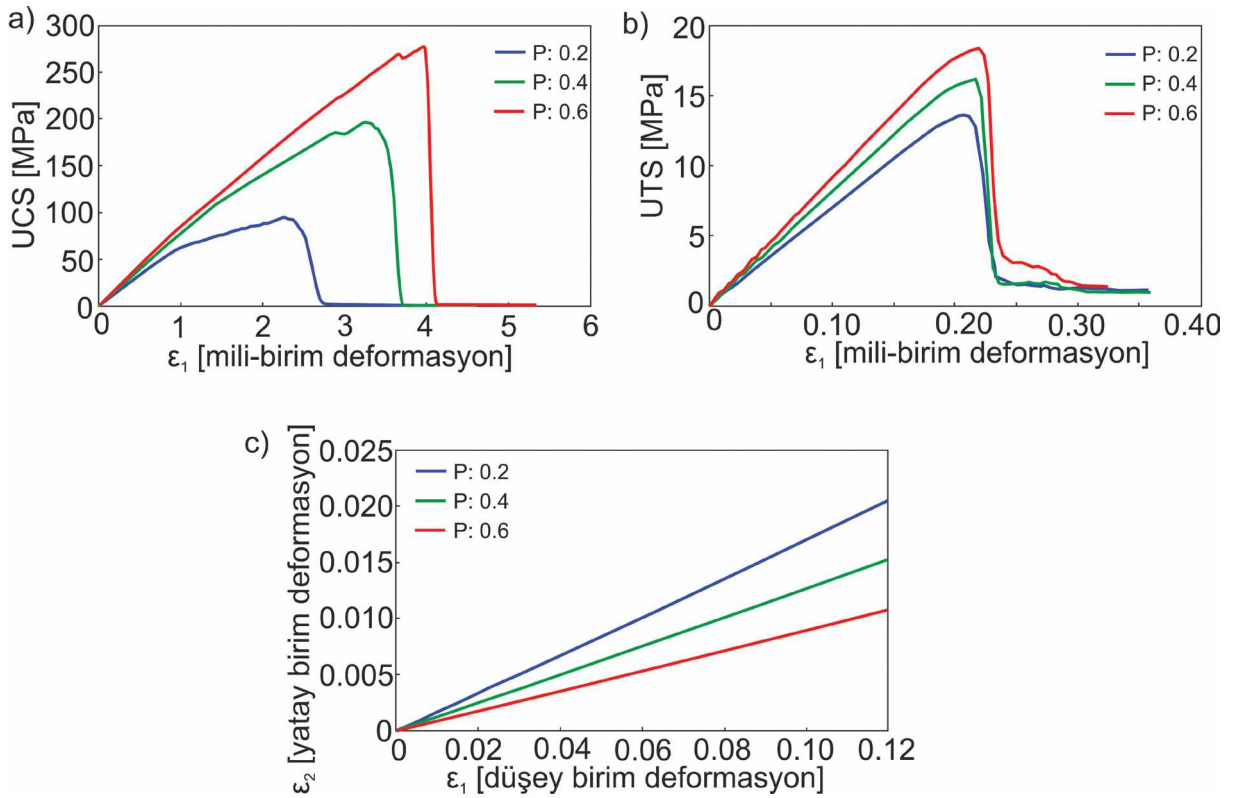 a)
UCS [MPa]
300
250
200
150
100
50
0
P: 0.2
P: 0.4
P: 0.6
0 1 2 3 4 5 6
ε₁ [mili-birim deformasyon]
b)
UTS [MPa]
20
15
10
5
0
P: 0.2
P: 0.4
P: 0.6
0 0.10 0.20 0.30 0.40
ε₁ [mili-birim deformasyon]
c)
ε₂ [yatay birim deformasyon]
0.025
0.020
0.015
0.010
0.005
0
P: 0.2
P: 0.4
P: 0.6
0 0.02 0.04 0.06 0.08 0.10 0.12
ε₁ [düşey birim deformasyon]